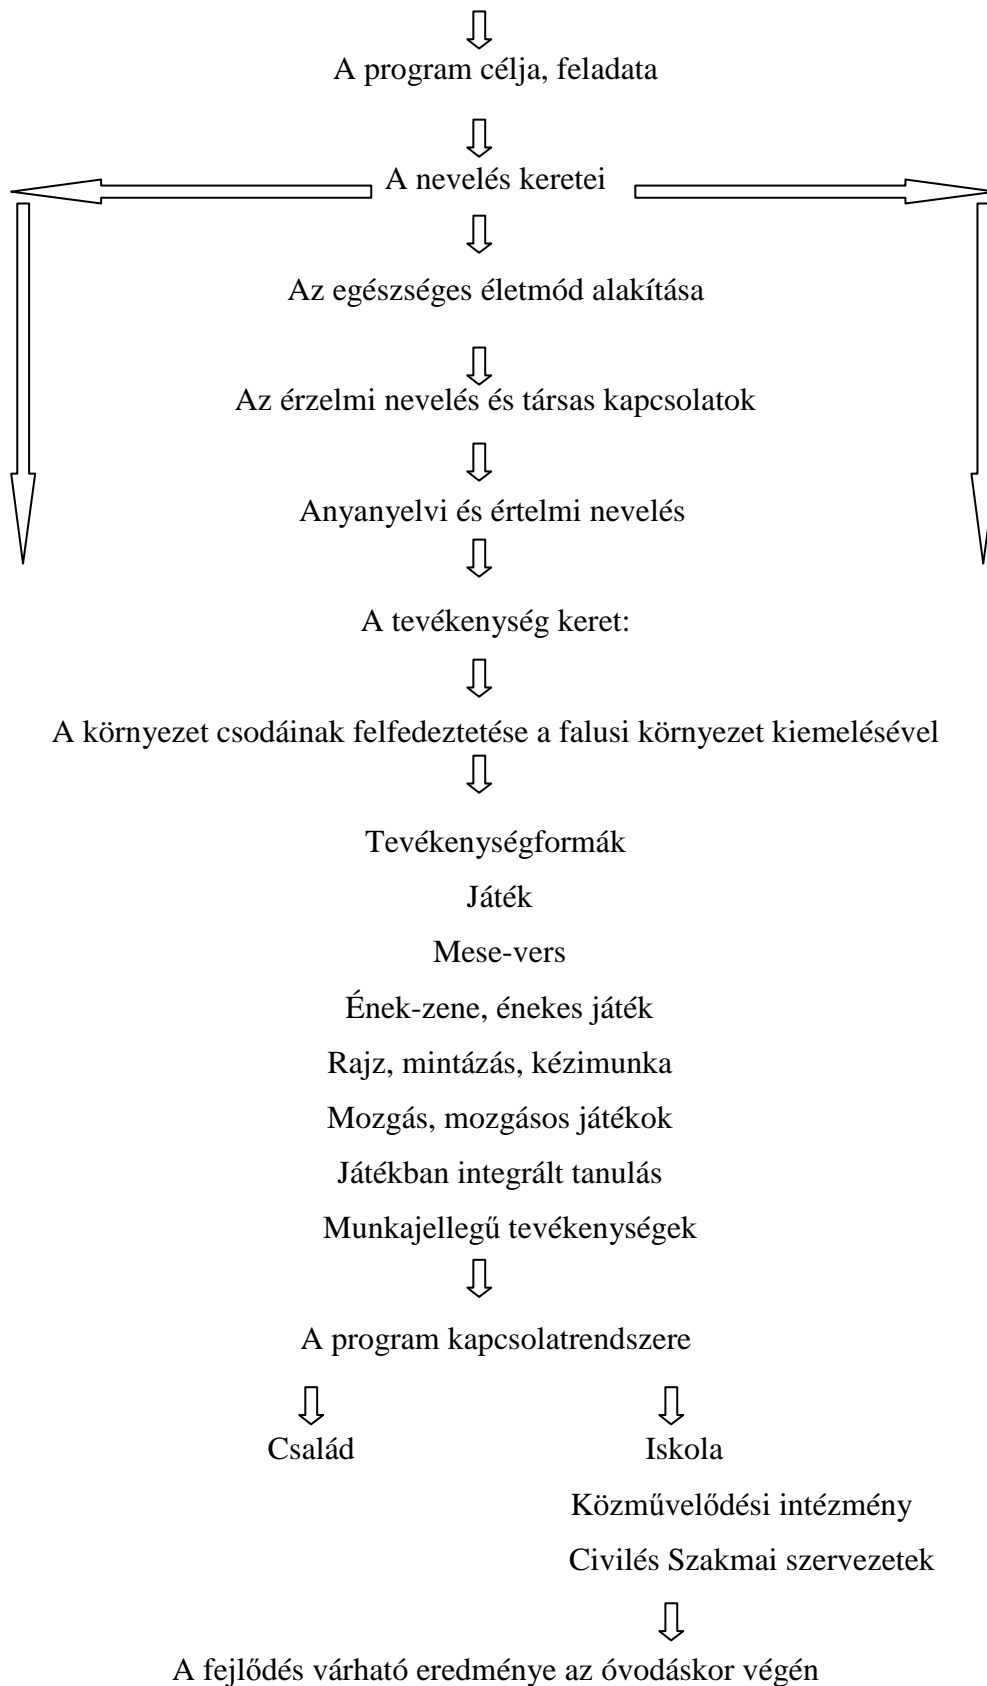 A program célja, feladata
A nevelés keretei
Az egészséges életmód alakítása
Az érzelmi nevelés és társas kapcsolatok
Anyanyelvi és értelmi nevelés
A tevékenység keret:
A környezet csodáinak felfedeztetése a falusi környezet kiemelésével
Tevékenységformák
Játék
Mese-vers
Ének-zene, énekes játék
Rajz, mintázás, kézimunka
Mozgás, mozgásos játékok
Játékban integrált tanulás
Munkajellegű tevékenységek
A program kapcsolatrendszere
Család
Iskola
Közművelődési intézmény
Civilés Szakmai szervezetek
A fejlődés várható eredménye az óvodáskor végén